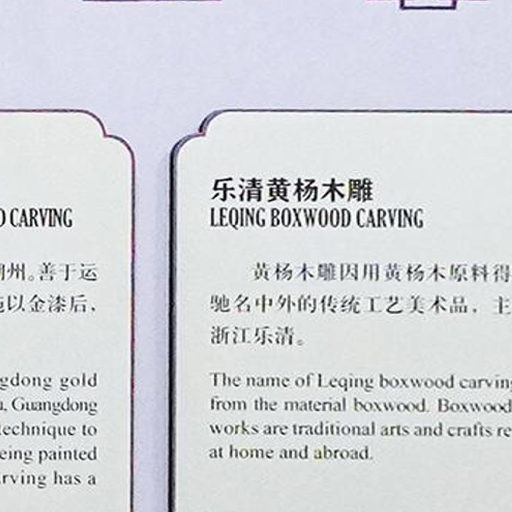 D CARVING
州。善于运
以金漆后，
gdong gold
Guangdong
technique to
eing painted
rving has a
乐清黄杨木雕
LEQING BOXWOOD CARVING
黄杨木雕因用黄杨木原料得
驰名中外的传统工艺美术品，主
浙江乐清。
The name of Leqing boxwood carving
from the material boxwood. Boxwood
works are traditional arts and crafts re
at home and abroad.